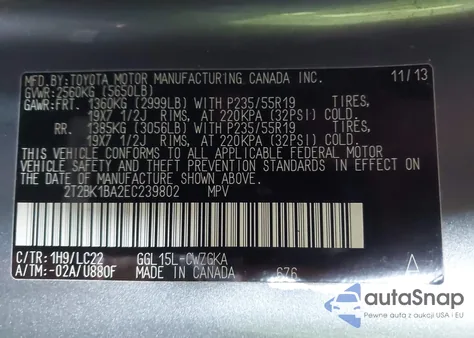 MFD.BY:TOYOTA MOTOR MANUFACTURING CANADA INC. 11/13
GVWR:2560KG (5650LB)
GAWR:FRT. 1360KG (2999LB) WITH P235/55R19 TIRES,
19X7 1/2J RIMS, AT 220KPA (32PSI) COLD.
RR. 1385KG (3056LB) WITH P235/55R19 TIRES,
19X7 1/2J RIMS, AT 220KPA (32PSI) COLD.
THIS VEHICLE CONFORMS TO ALL APPLICABLE FEDERAL MOTOR
VEHICLE SAFETY AND THEFT PREVENTION STANDARDS IN
EFFECT ON THE DATE OF MANUFACTURE SHOWN ABOVE.
2T2BK1BA2EC239802 MPV
C/TR:1H9/LC22 GGL15L-CWZGKA
A/TM:-02A/U880F MADE IN CANADA 676 A
autoSnap
Pewne auta z USA i EU